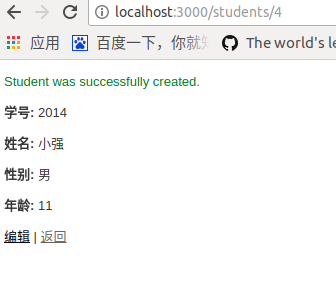 localhost:3000/students/4
应用 百度一下，你就知 The world's le
Student was successfully created.
学号: 2014
姓名: 小强
性别: 男
年龄: 11
编辑 | 返回